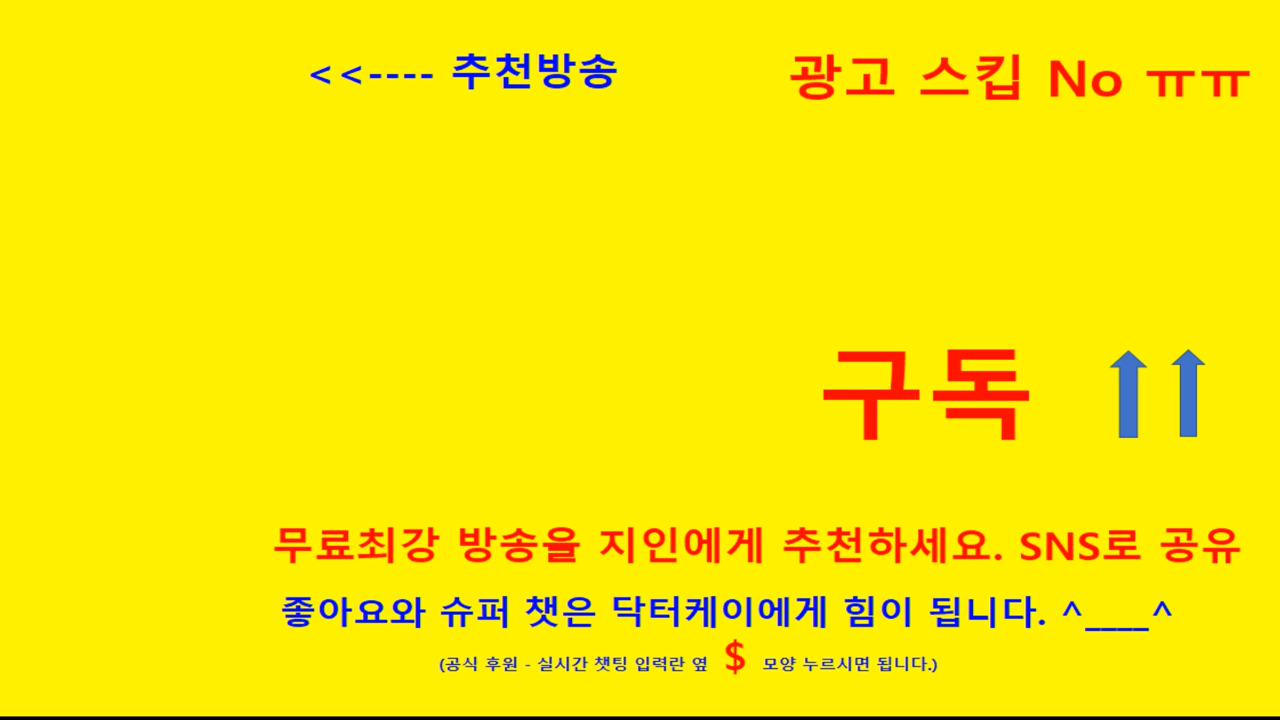 <<---- 추천방송
광고 스킵 No ㅠㅠ
구독
무료최강 방송을 지인에게 추천하세요. SNS로 공유
좋아요와 슈퍼 챗은 닥터케이에게 힘이 됩니다. ^____^
(공식 후원 - 실시간 챗팅 입력란 옆 $ 모양 누르시면 됩니다.)